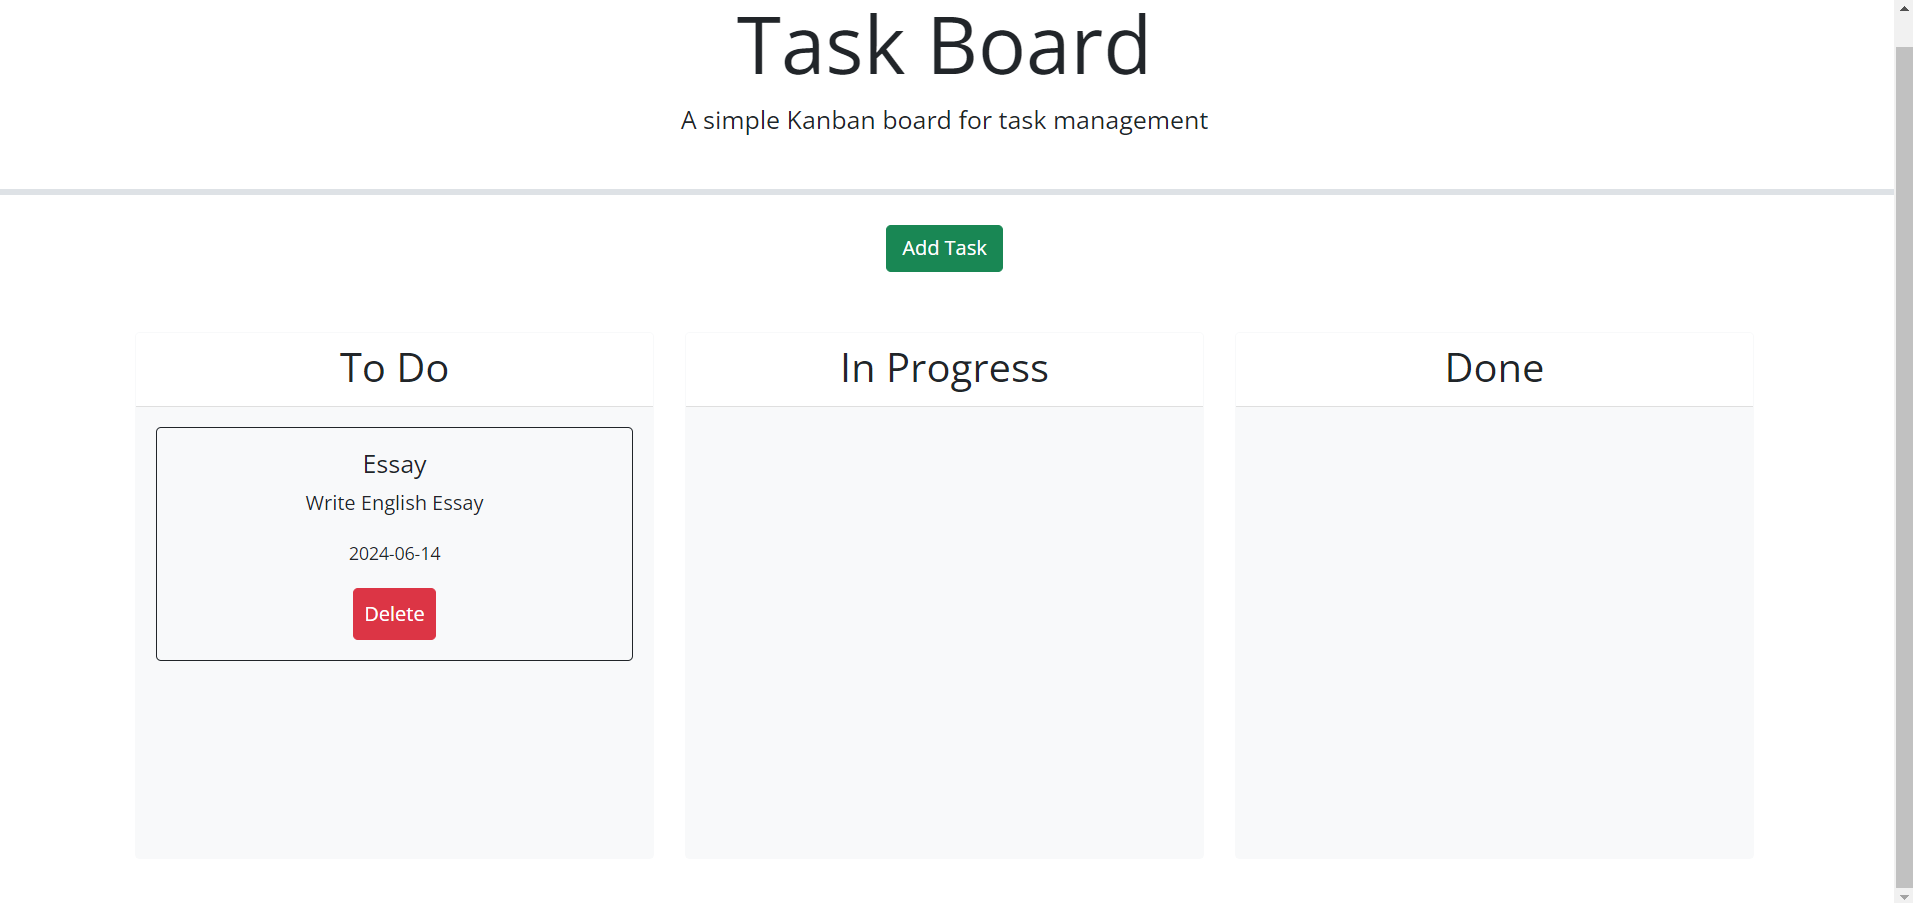 Task Board
A simple Kanban board for task management
Add Task
To Do
Essay
Write English Essay
2024-06-14
Delete
In Progress
Done